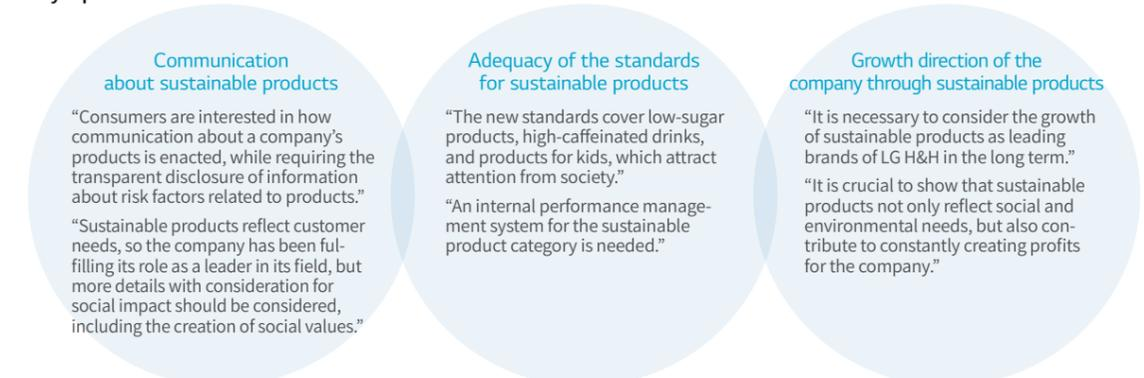 Communication
about sustainable products
“Consumers are interested in how
communication about a company’s
products is enacted, while requiring the
transparent disclosure of information
about risk factors related to products.”
“Sustainable products reflect customer
needs, so the company has been ful-
filling its role as a leader in its field, but
more details with consideration for
social impact should be considered,
including the creation of social values.”
Adequacy of the standards
for sustainable products
“The new standards cover low-sugar
products, high-caffeinated drinks,
and products for kids, which attract
attention from society.”
“An internal performance manage-
ment system for the sustainable
product category is needed.”
Growth direction of the
company through sustainable products
“It is necessary to consider the growth
of sustainable products as leading
brands of LG H&H in the long term.”
“It is crucial to show that sustainable
products not only reflect social and
environmental needs, but also con-
tribute to constantly creating profits
for the company.”